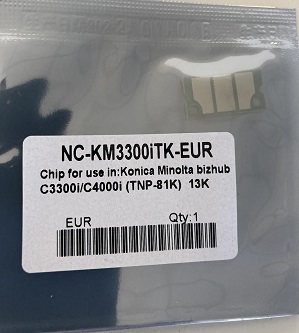 NC-KM3300iTK-EUR
Chip for use in:Konica Minolta bizhub
C3300i/C4000i (TNP-81K) 13K
EUR Qty:1